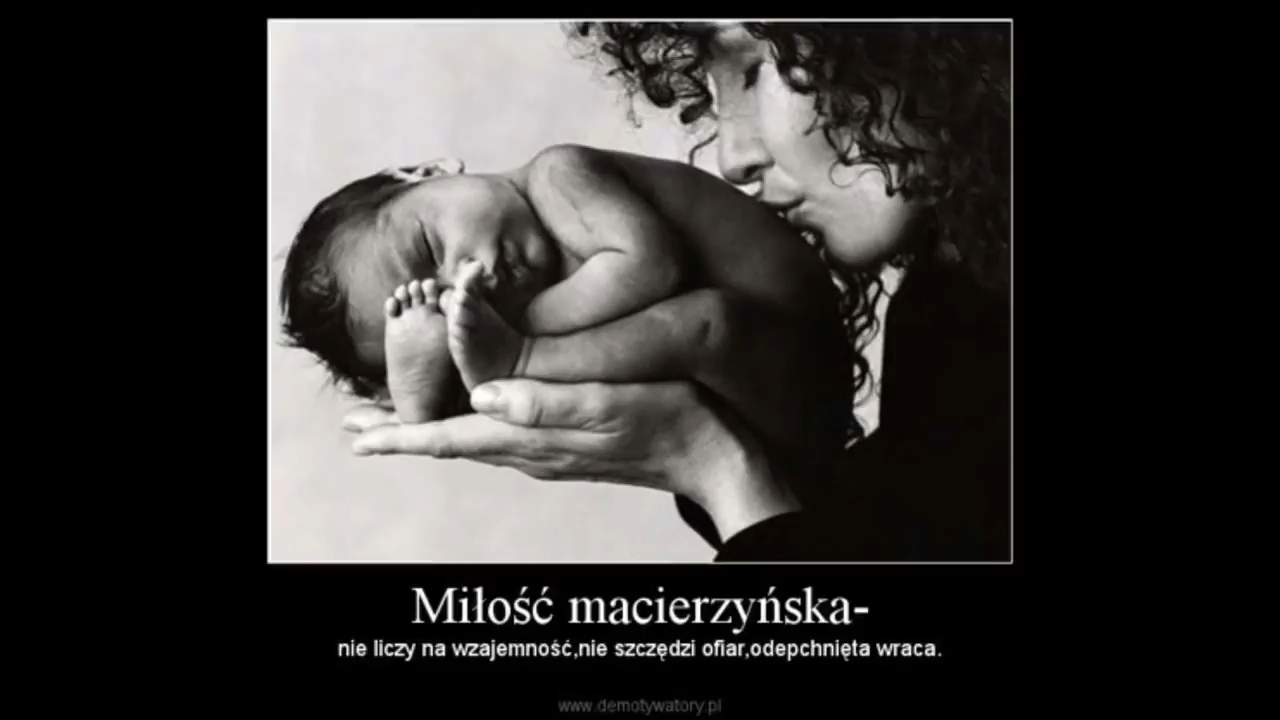 Miłość macierzyńska-
nie liczy na wzajemność,nie szczędzi ofiar,odepchnięta wraca.
www.demotywatory.pl